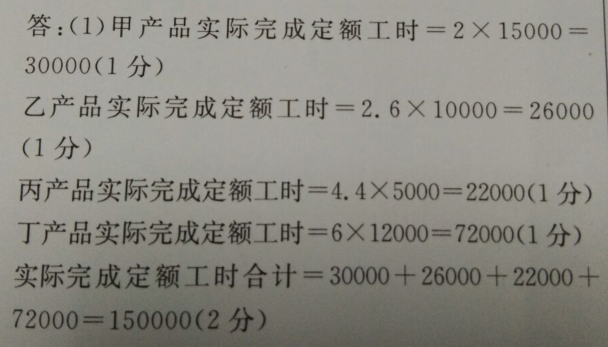 答:(1)甲产品实际完成定额工时=2×15000=
30000(1分)
乙产品实际完成定额工时=2.6×10000=26000
(1分)
丙产品实际完成定额工时=4.4×5000=22000(1分)
丁产品实际完成定额工时=6×12000=72000(1分)
实际完成定额工时合计=30000+26000+22000+
72000=150000(2分)